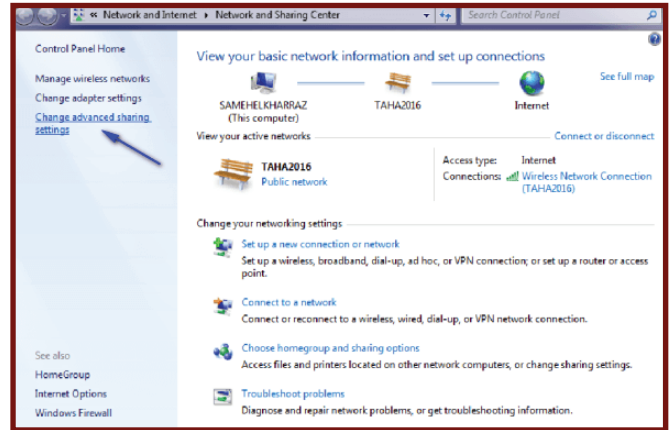 « Network and Internet ▸ Network and Sharing Center
Search Control Panel
Control Panel Home
Manage wireless networks
Change adapter settings
Change advanced sharing
settings
See also
HomeGroup
Internet Options
Windows Firewall
View your basic network information and set up connections
See full map
SAMEHELKHARRAZ
(This computer)
TAHA2016
Internet
View your active networks
Connect or disconnect
TAHA2016
Public network
Access type: Internet
Connections: Wireless Network Connection
(TAHA2016)
Change your networking settings
Set up a new connection or network
Set up a wireless, broadband, dial-up, ad hoc, or VPN connection; or set up a router or access
point.
Connect to a network
Connect or reconnect to a wireless, wired, dial-up, or VPN network connection.
Choose homegroup and sharing options
Access files and printers located on other network computers, or change sharing settings.
Troubleshoot problems
Diagnose and repair network problems, or get troubleshooting information.